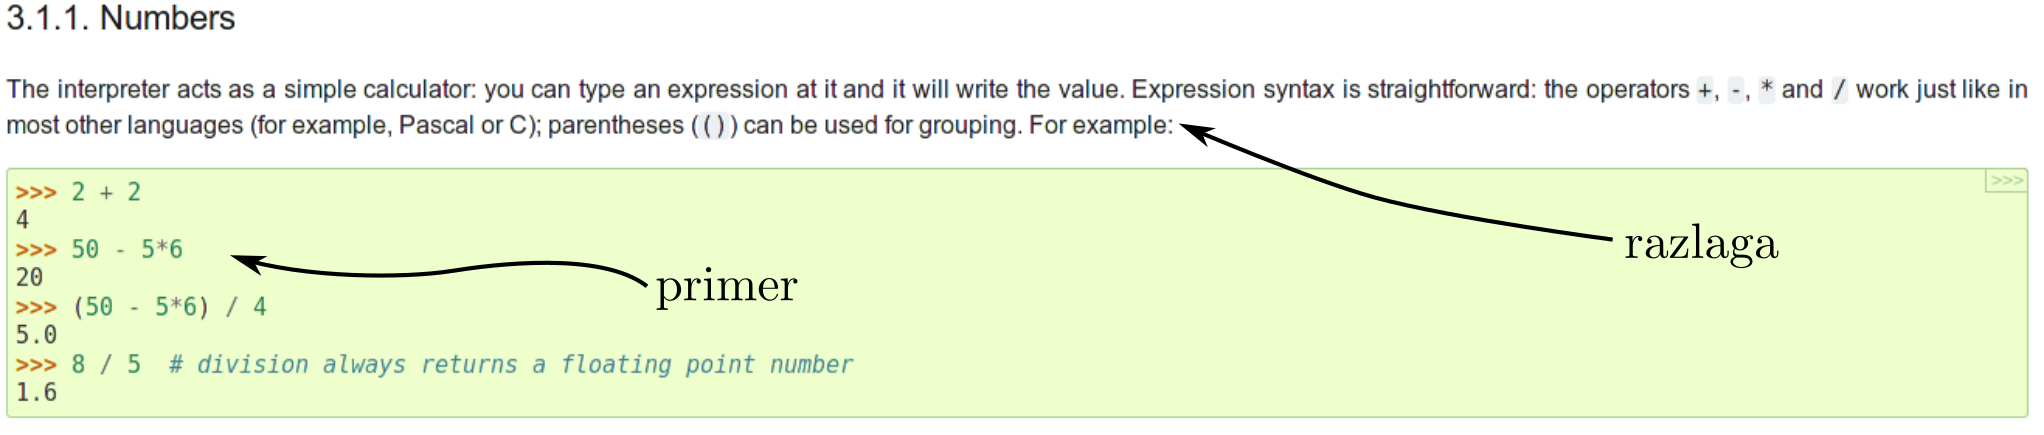 3.1.1. Numbers
The interpreter acts as a simple calculator: you can type an expression at it and it will write the value. Expression syntax is straightforward: the operators +, -, * and / work just like in
most other languages (for example, Pascal or C); parentheses (()) can be used for grouping. For example:
>>> 2 + 2
>>>
4
>>> 50 - 5*6
razlaga
20
primer
>>> (50 - 5*6) / 4
5.0
>>> 8 / 5  # division always returns a floating point number
1.6